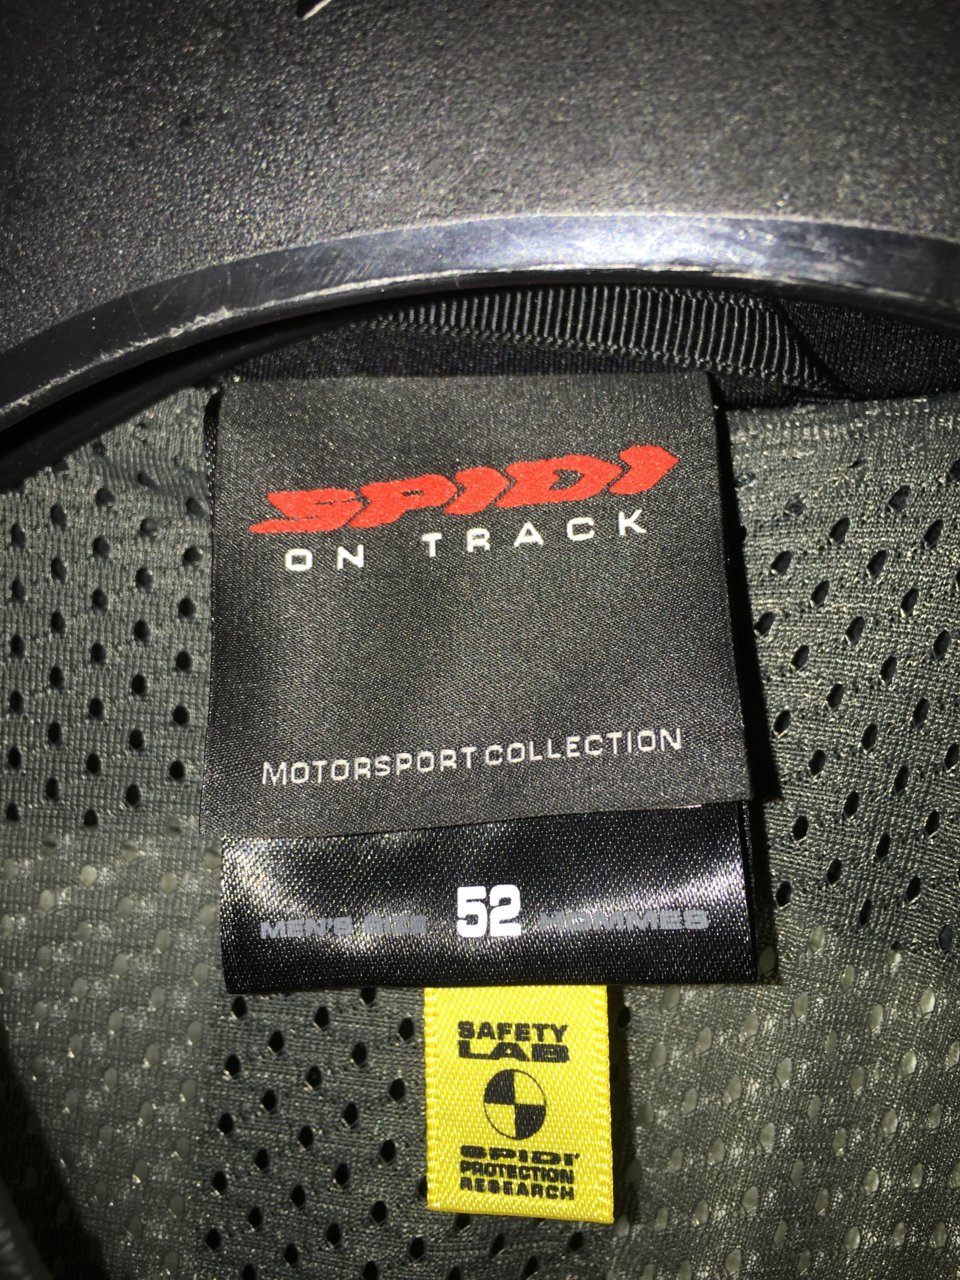 SPIDI
ON TRACK
MOTORSPORT COLLECTION
MEN'S SIZE 52 HOMMES
SAFETY
LAB
SPIDI
PROTECTION
RESEARCH